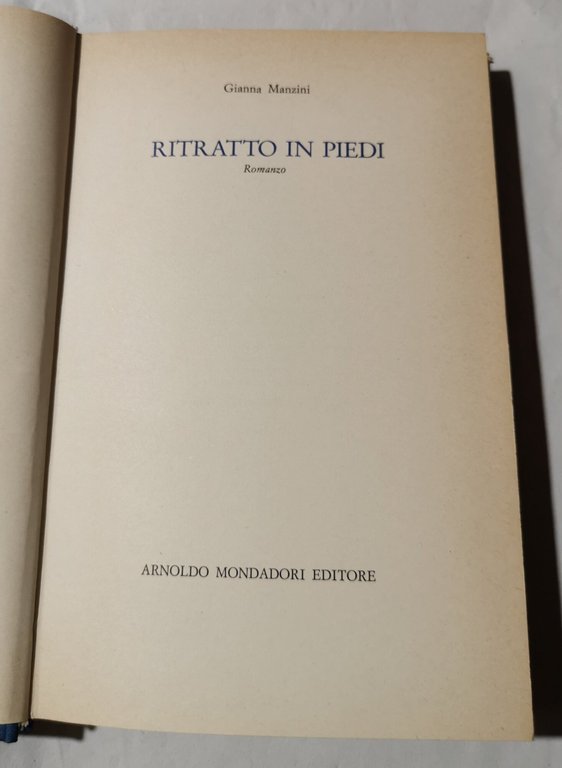 Gianna Manzini
RITRATTO IN PIEDI
Romanzo
ARNOLDO MONDADORI EDITORE